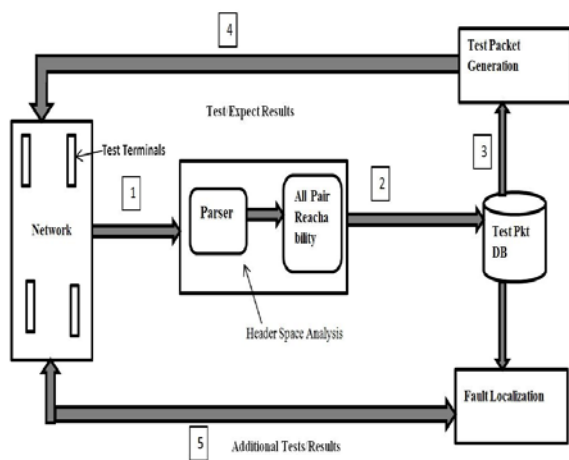 4
Test Packet
Generation
Test/Expect Results
Test Terminals
1
2
3
Parser
All Pair
Reacha
bility
Network
Test Pkt
DB
Header Space Analysis
Fault Localization
5
Additional Tests/Results